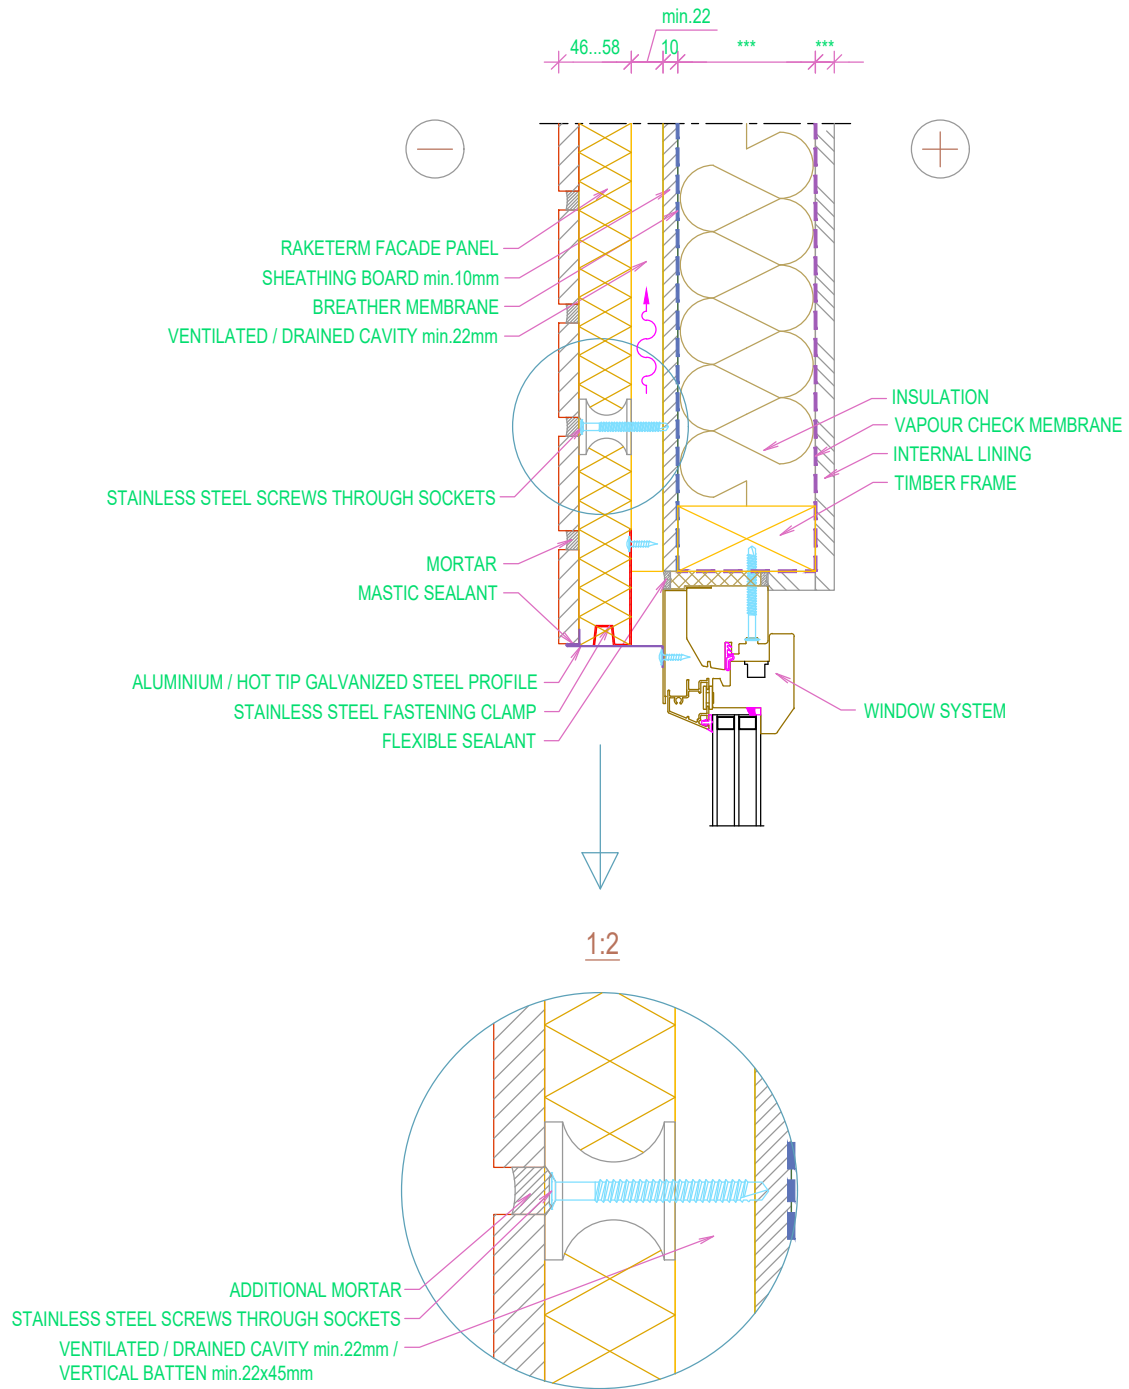 min.22
46...58
10
***
***
RAKETERM FACADE PANEL
SHEATHING BOARD min.10mm
BREATHER MEMBRANE
VENTILATED / DRAINED CAVITY min.22mm
INSULATION
VAPOUR CHECK MEMBRANE
INTERNAL LINING
TIMBER FRAME
STAINLESS STEEL SCREWS THROUGH SOCKETS
MORTAR
MASTIC SEALANT
ALUMINIUM / HOT TIP GALVANIZED STEEL PROFILE
STAINLESS STEEL FASTENING CLAMP
FLEXIBLE SEALANT
WINDOW SYSTEM
1:2
ADDITIONAL MORTAR
STAINLESS STEEL SCREWS THROUGH SOCKETS
VENTILATED / DRAINED CAVITY min.22mm /
VERTICAL BATTEN min.22x45mm